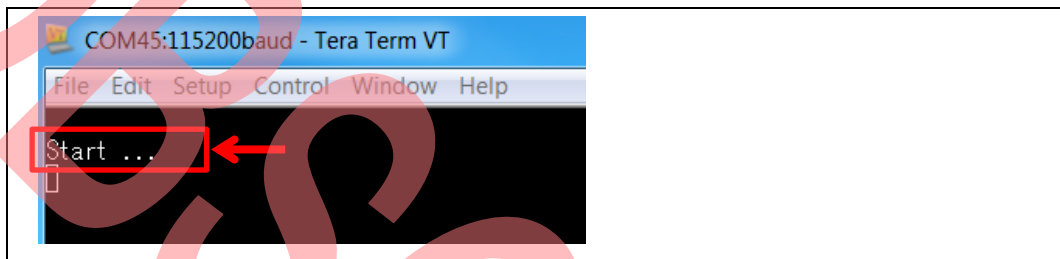 COM45:115200baud - Tera Term VT
File Edit Setup Control Window Help
Start ...